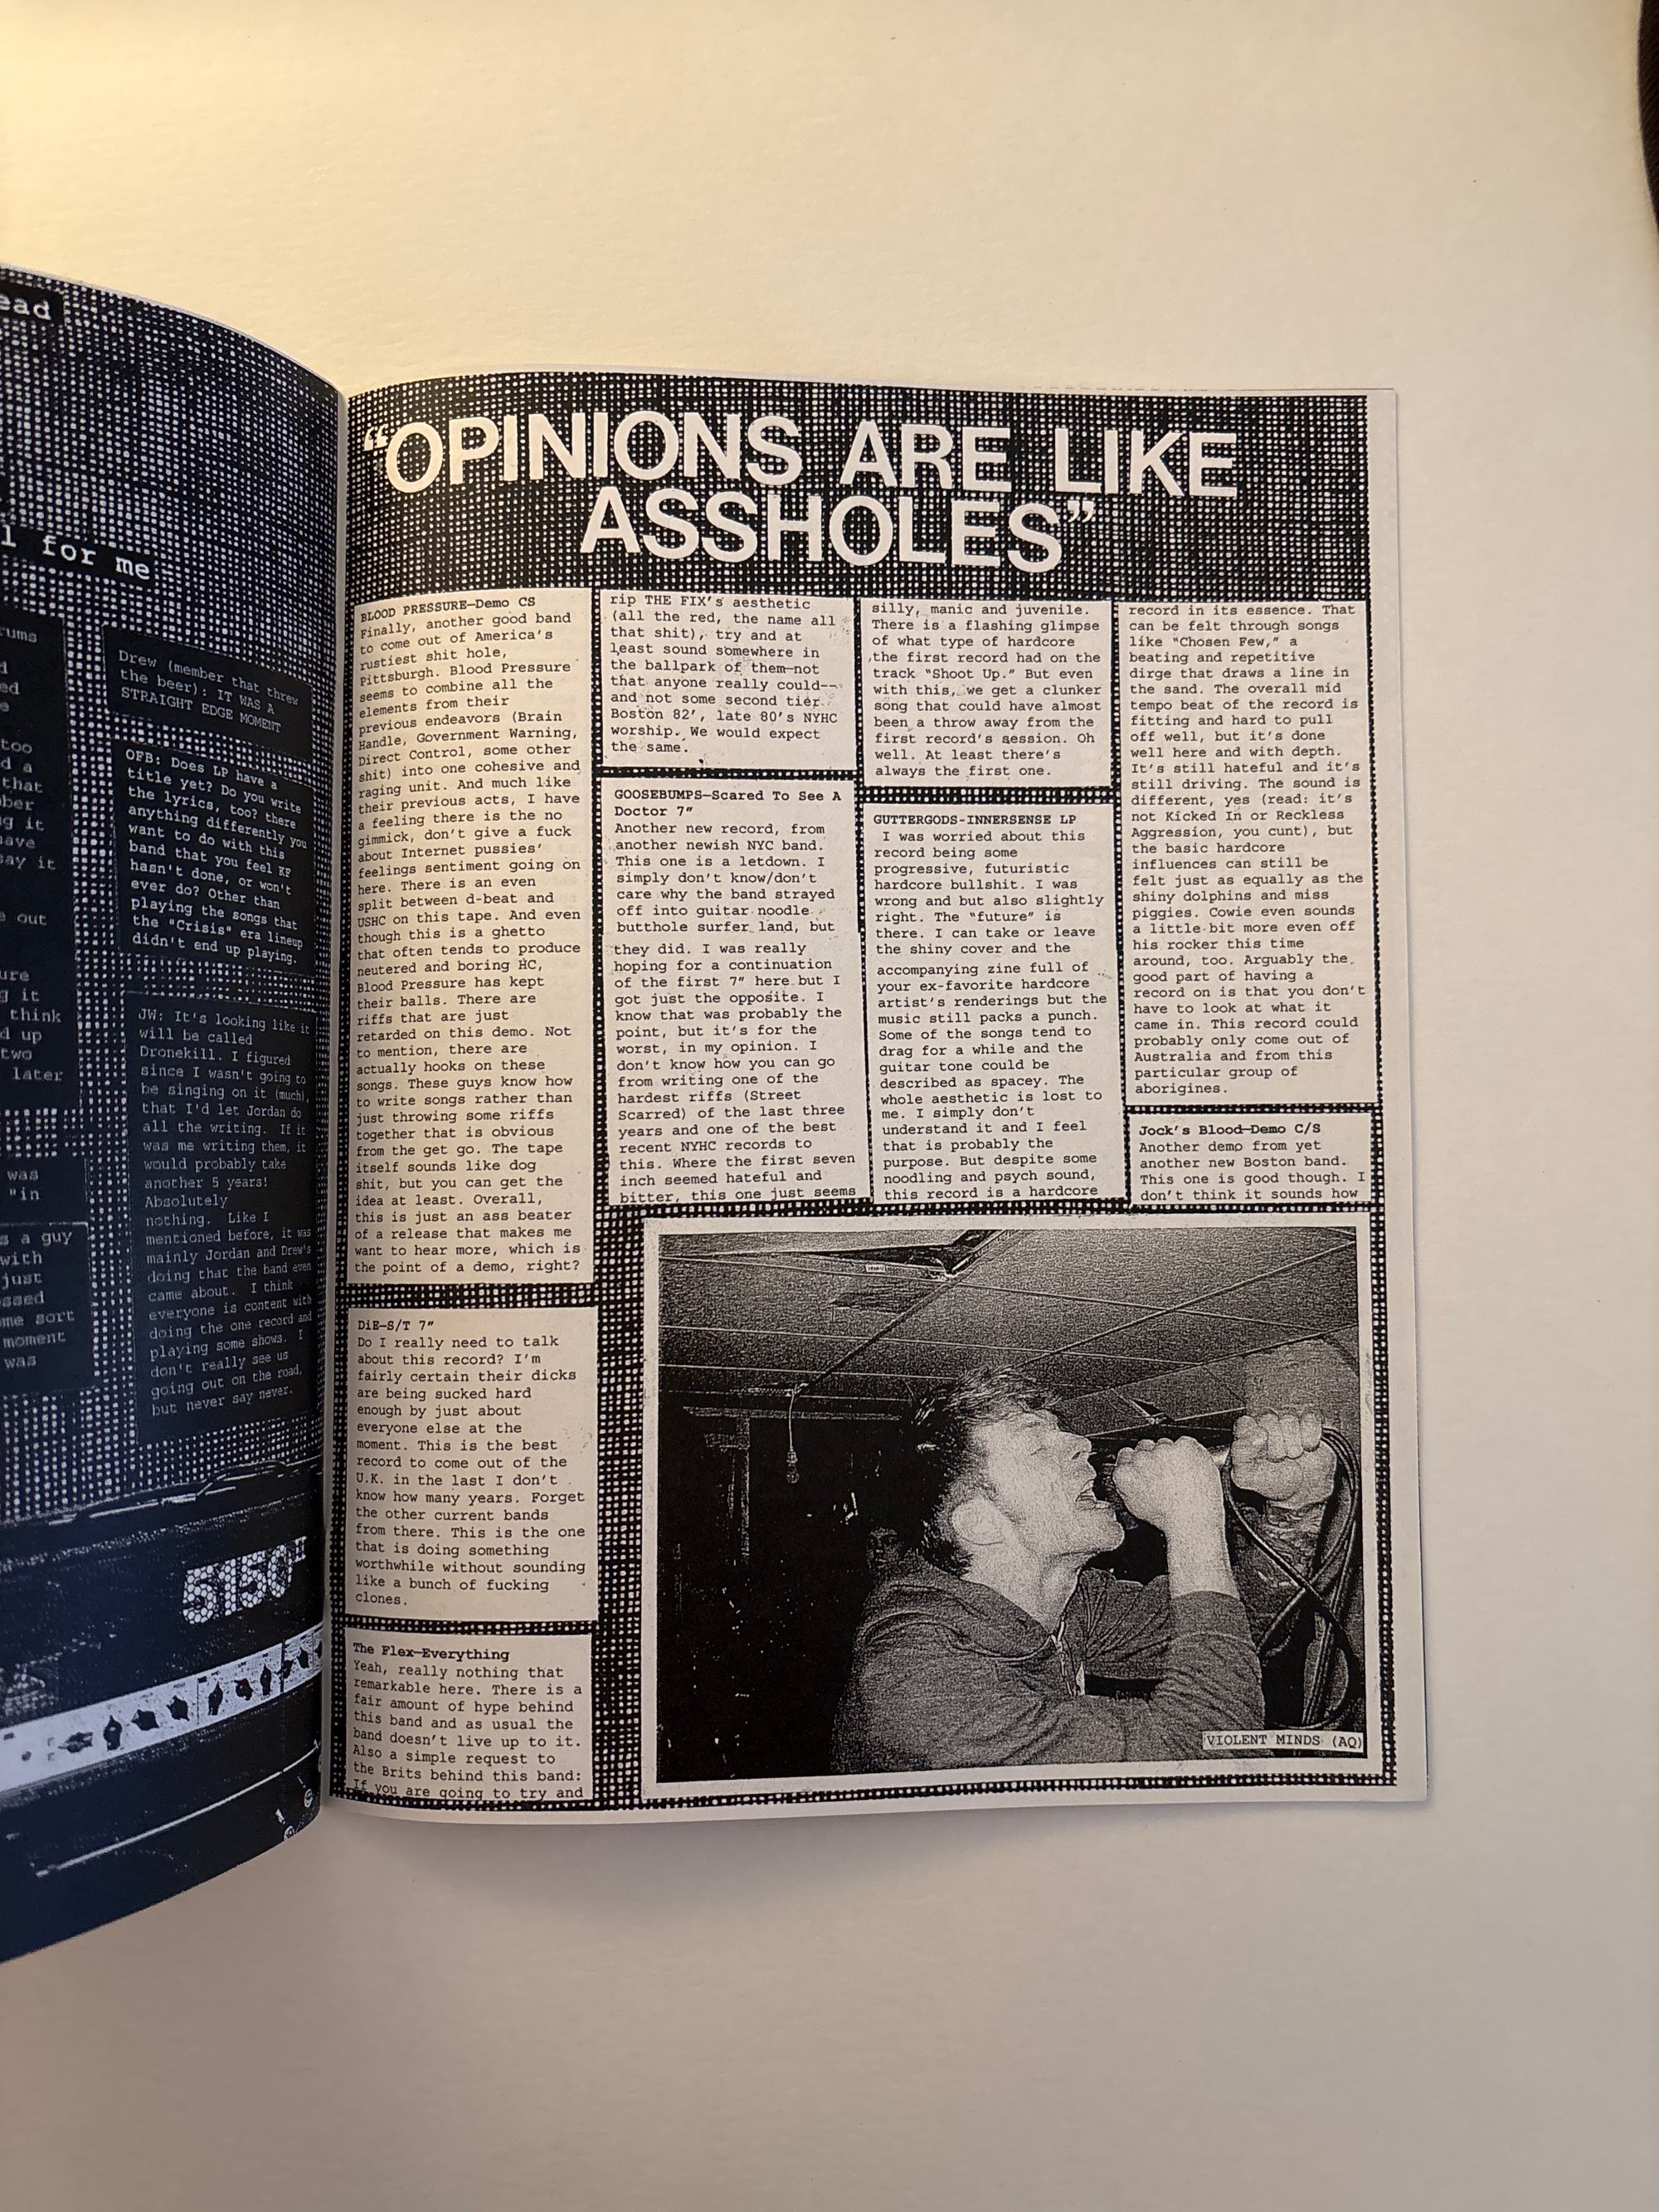 ead
l for me
rums
d
ed
e
too
d a
that
ber
g it
ave
say it
e out
ure
g it
think
d up
two
later
was
"in
s a guy
with
just
ssed
me sort
moment
was
Drew (member that threw
the beer): IT WAS A
STRAIGHT EDGE MOMENT
OFB: Does LP have a
title yet? Do you write
the lyrics, too? there
anything differently you
want to do with this
band that you feel KF
hasn't done, or won't
ever do? Other than
playing the songs that
the "Crisis" era lineup
didn't end up playing.
JW: It's looking like it
will be called
Dronekill. I figured
since I wasn't going to
be singing on it (much),
that I'd let Jordan do
all the writing. If it
was me writing them, it
would probably take
another 5 years!
Absolutely
nothing. Like I
mentioned before, it was
mainly Jordan and Drew's
doing that the band even
came about. I think
everyone is content with
doing the one record and
playing some shows. I
don't really see us
going out on the road,
but never say never.
5150 II
"OPINIONS ARE LIKE
ASSHOLES"
BLOOD PRESSURE—Demo CS
Finally, another good band
to come out of America's
rustiest shit hole,
Pittsburgh. Blood Pressure
seems to combine all the
elements from their
previous endeavors (Brain
Handle, Government Warning,
Direct Control, some other
shit) into one cohesive and
raging unit. And much like
their previous acts, I have
a feeling there is the no
gimmick, don't give a fuck
about Internet pussies'
feelings sentiment going on
here. There is an even
split between d-beat and
USHC on this tape. And even
though this is a ghetto
that often tends to produce
neutered and boring HC,
Blood Pressure has kept
their balls. There are
riffs that are just
retarded on this demo. Not
to mention, there are
actually hooks on these
songs. These guys know how
to write songs rather than
just throwing some riffs
together that is obvious
from the get go. The tape
itself sounds like dog
shit, but you can get the
idea at least. Overall,
this is just an ass beater
of a release that makes me
want to hear more, which is
the point of a demo, right?
DiE—S/T 7"
Do I really need to talk
about this record? I'm
fairly certain their dicks
are being sucked hard
enough by just about
everyone else at the
moment. This is the best
record to come out of the
U.K. in the last I don't
know how many years. Forget
the other current bands
from there. This is the one
that is doing something
worthwhile without sounding
like a bunch of fucking
clones.
The Flex—Everything
Yeah, really nothing that
remarkable here. There is a
fair amount of hype behind
this band and as usual the
band doesn't live up to it.
Also a simple request to
the Brits behind this band:
If you are going to try and
rip THE FIX's aesthetic
(all the red, the name all
that shit), try and at
least sound somewhere in
the ballpark of them—not
that anyone really could--
and not some second tier
Boston 82', late 80's NYHC
worship. We would expect
the same.
GOOSEBUMPS—Scared To See A
Doctor 7"
Another new record, from
another newish NYC band.
This one is a letdown. I
simply don't know/don't
care why the band strayed
off into guitar noodle
butthole surfer land, but
they did. I was really
hoping for a continuation
of the first 7" here but I
got just the opposite. I
know that was probably the
point, but it's for the
worst, in my opinion. I
don't know how you can go
from writing one of the
hardest riffs (Street
Scarred) of the last three
years and one of the best
recent NYHC records to
this. Where the first seven
inch seemed hateful and
bitter, this one just seems
silly, manic and juvenile.
There is a flashing glimpse
of what type of hardcore
the first record had on the
track "Shoot Up." But even
with this, we get a clunker
song that could have almost
been a throw away from the
first record's session. Oh
well. At least there's
always the first one.
GUTTERGODS-INNERSENSE LP
I was worried about this
record being some
progressive, futuristic
hardcore bullshit. I was
wrong and but also slightly
right. The "future" is
there. I can take or leave
the shiny cover and the
accompanying zine full of
your ex-favorite hardcore
artist's renderings but the
music still packs a punch.
Some of the songs tend to
drag for a while and the
guitar tone could be
described as spacey. The
whole aesthetic is lost to
me. I simply don't
understand it and I feel
that is probably the
purpose. But despite some
noodling and psych sound,
this record is a hardcore
record in its essence. That
can be felt through songs
like "Chosen Few," a
beating and repetitive
dirge that draws a line in
the sand. The overall mid
tempo beat of the record is
fitting and hard to pull
off well, but it's done
well here and with depth.
It's still hateful and it's
still driving. The sound is
different, yes (read: it's
not Kicked In or Reckless
Aggression, you cunt), but
the basic hardcore
influences can still be
felt just as equally as the
shiny dolphins and miss
piggies. Cowie even sounds
a little bit more even off
his rocker this time
around, too. Arguably the
good part of having a
record on is that you don't
have to look at what it
came in. This record could
probably only come out of
Australia and from this
particular group of
aborigines.
Jock's Blood—Demo C/S
Another demo from yet
another new Boston band.
This one is good though. I
don't think it sounds how
VIOLENT MINDS (AQ)